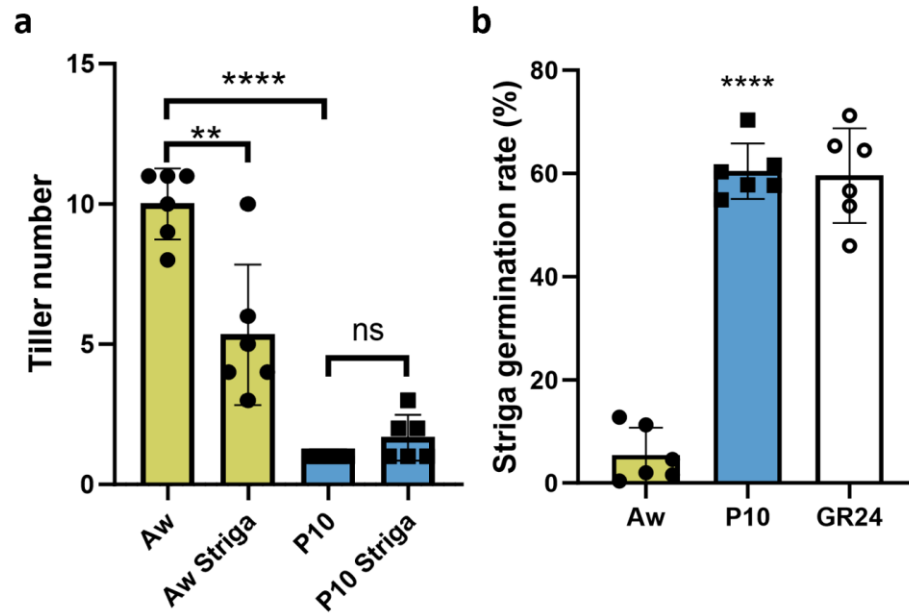 a
Tiller number
15
10
5
0
****
**
ns
Aw
Aw Striga
P10
P10 Striga
b
Striga germination rate (%)
80
60
40
20
0
****
Aw
P10
GR24